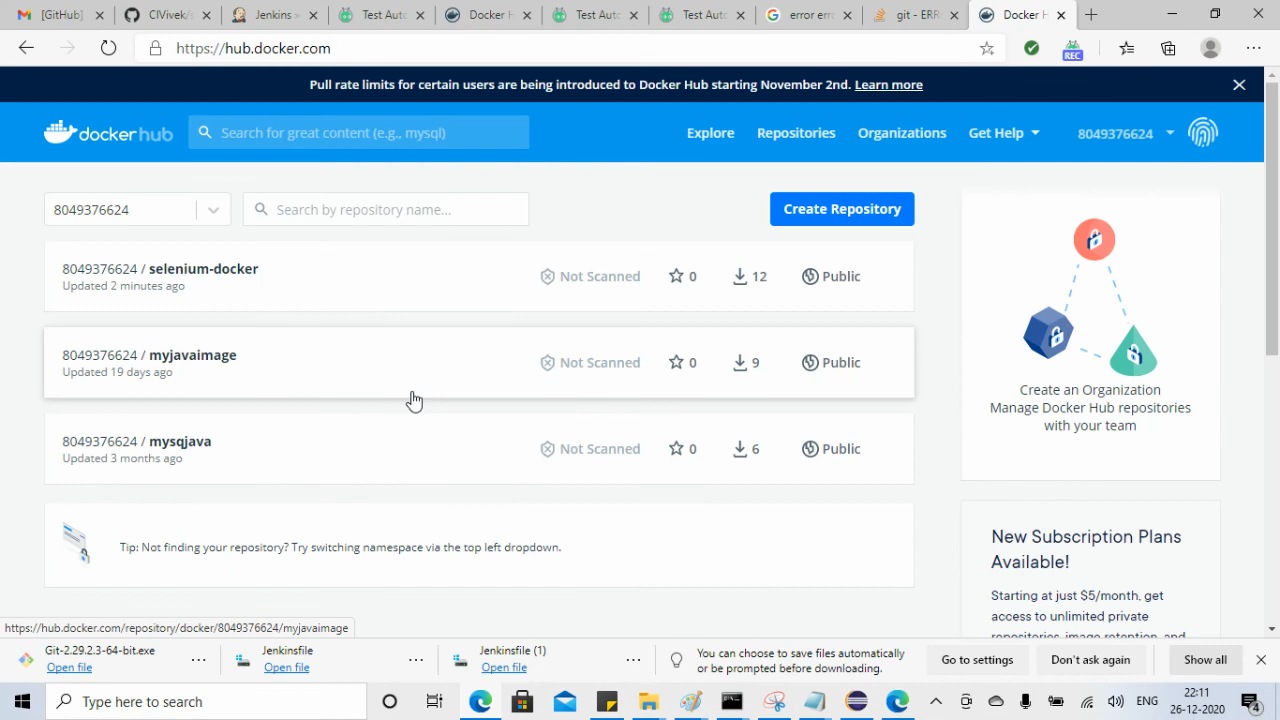 [GitHub]
CIVivek/s
Jenkins »
Test Auto
Docker H
Test Auto
Test Auto
error erro
git - ERR
Docker H
https://hub.docker.com
REC
Pull rate limits for certain users are being introduced to Docker Hub starting November 2nd. Learn more
dockerhub
Search for great content (e.g., mysql)
Explore
Repositories
Organizations
Get Help
8049376624
8049376624
Search by repository name...
Create Repository
8049376624 / selenium-docker
Updated 2 minutes ago
Not Scanned
0
12
Public
8049376624 / myjavaimage
Updated 19 days ago
Not Scanned
0
9
Public
8049376624 / mysqjava
Updated 3 months ago
Not Scanned
0
6
Public
Tip: Not finding your repository? Try switching namespace via the top left dropdown.
Create an Organization
Manage Docker Hub repositories
with your team
New Subscription Plans
Available!
Starting at just $5/month, get
access to unlimited private
repositories, image retention, and
https://hub.docker.com/repository/docker/8049376624/myjavaimage
Git-2.29.2.3-64-bit.exe
Open file
Jenkinsfile
Open file
Jenkinsfile (1)
Open file
You can choose to save files automatically
or be prompted before downloading.
Go to settings
Don't ask again
Show all
Type here to search
ENG
22:11
26-12-2020
4